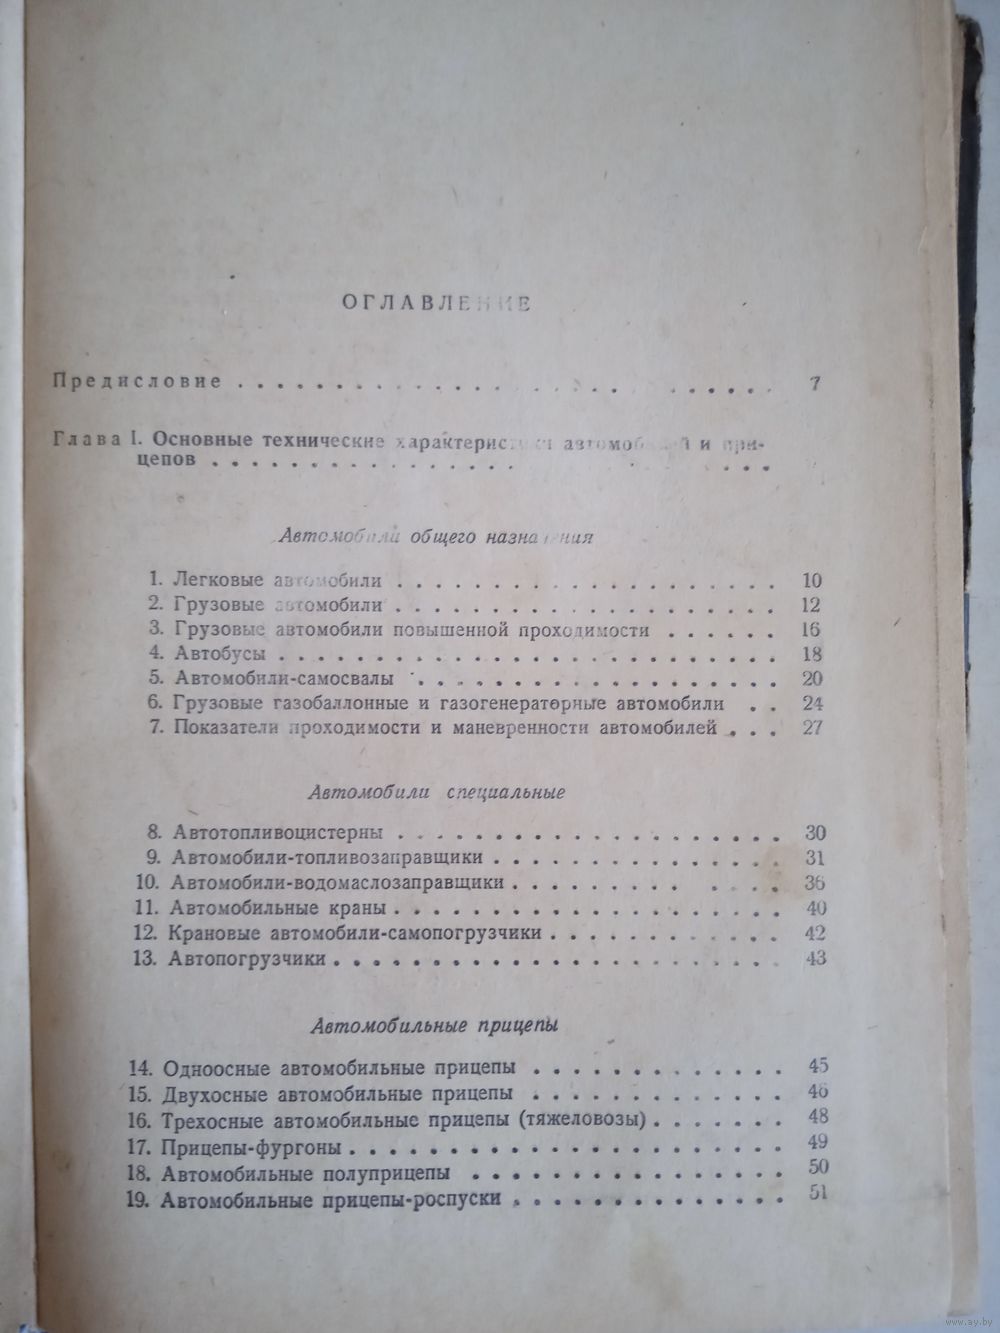 ОГЛАВЛЕНИЕ
Предисловие . . . . . . . . . . . . . . . . . . . . . 7
Глава I. Основные технические характеристики автомобилей и при-
цепов . . . . . . . . . . . . . . . . . . . . .
Автомобили общего назначения
1. Легковые автомобили . . . . . . . . . . . . . . . . . . . . 10
2. Грузовые автомобили . . . . . . . . . . . . . . . . . . . . 12
3. Грузовые автомобили повышенной проходимости . . . . . . 16
4. Автобусы . . . . . . . . . . . . . . . . . . . . . . . . . . 18
5. Автомобили-самосвалы . . . . . . . . . . . . . . . . . . . 20
6. Грузовые газобаллонные и газогенераторные автомобили . . 24
7. Показатели проходимости и маневренности автомобилей . . . 27
Автомобили специальные
8. Автотопливоцистерны . . . . . . . . . . . . . . . . . . . . 30
9. Автомобили-топливозаправщики . . . . . . . . . . . . . . . 31
10. Автомобили-водомаслозаправщики . . . . . . . . . . . . . 36
11. Автомобильные краны . . . . . . . . . . . . . . . . . . . . 40
12. Крановые автомобили-самопогрузчики . . . . . . . . . . . . 42
13. Автопогрузчики . . . . . . . . . . . . . . . . . . . . . . . 43
Автомобильные прицепы
14. Одноосные автомобильные прицепы . . . . . . . . . . . . . 45
15. Двухосные автомобильные прицепы . . . . . . . . . . . . . 46
16. Трехосные автомобильные прицепы (тяжеловозы) . . . . . . . 48
17. Прицепы-фургоны . . . . . . . . . . . . . . . . . . . . . . 49
18. Автомобильные полуприцепы . . . . . . . . . . . . . . . . 50
19. Автомобильные прицепы-роспуски . . . . . . . . . . . . . . 51
www.ay.by